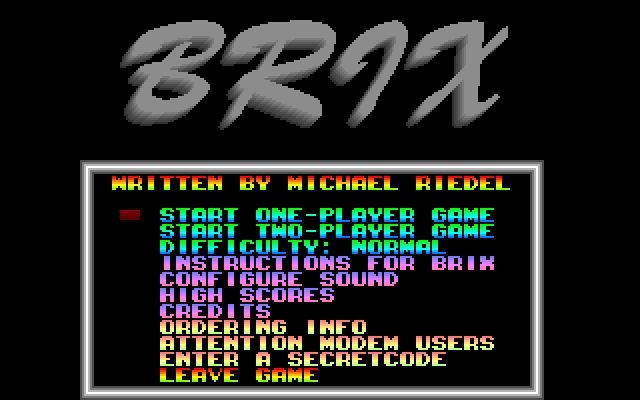 BRIX
WRITTEN BY MICHAEL RIEDEL
START ONE-PLAYER GAME
START TWO-PLAYER GAME
DIFFICULTY: NORMAL
INSTRUCTIONS FOR BRIX
CONFIGURE SOUND
HIGH SCORES
CREDITS
ORDERING INFO
ATTENTION MODEM USERS
ENTER A SECRETCODE
LEAVE GAME